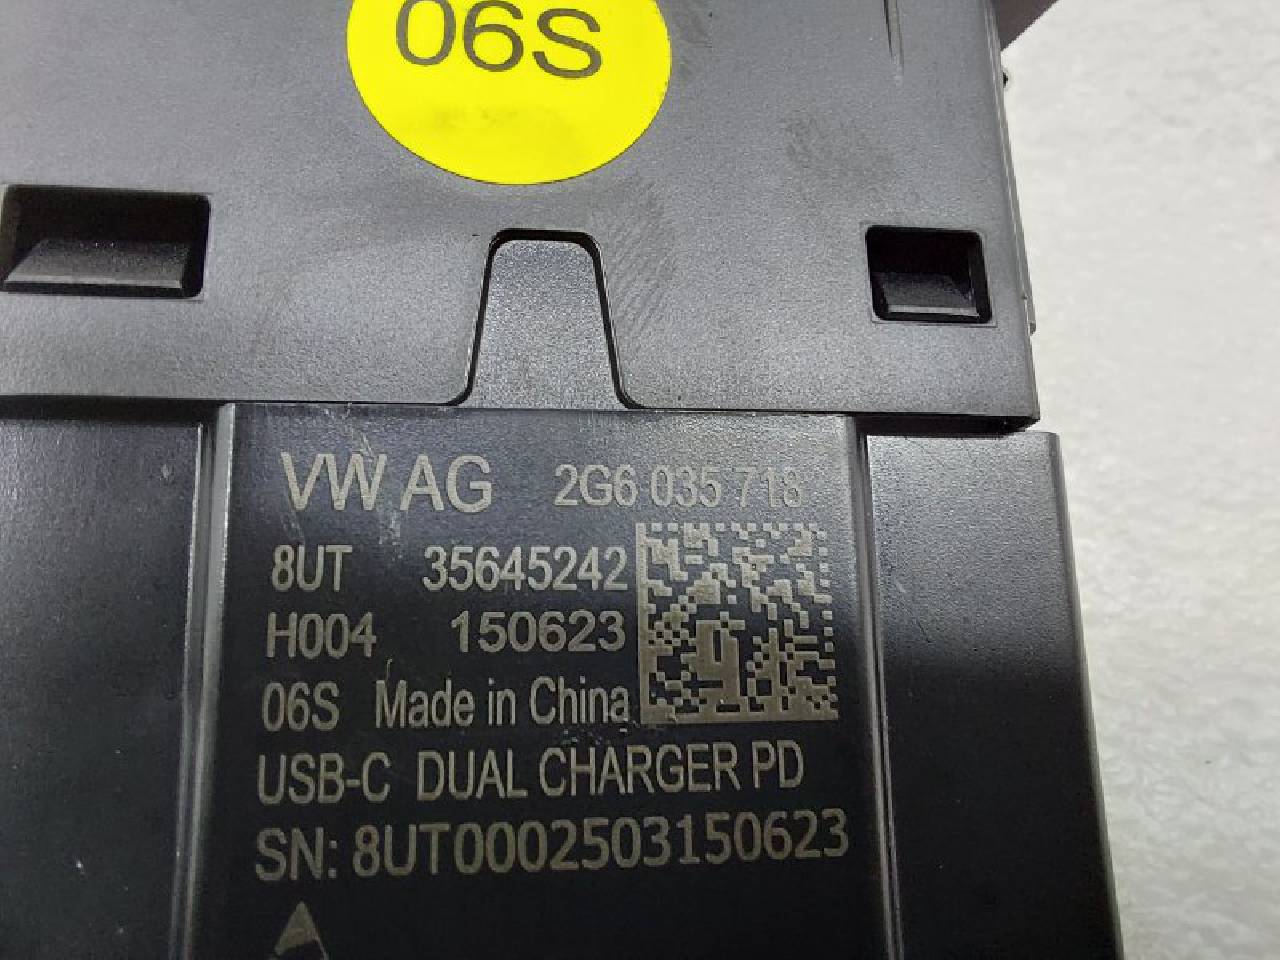 06S
VW AG 2G6 035 718
8UT 35645242
H004 150623
06S Made in China
USB-C DUAL CHARGER PD
SN: 8UT0002503150623